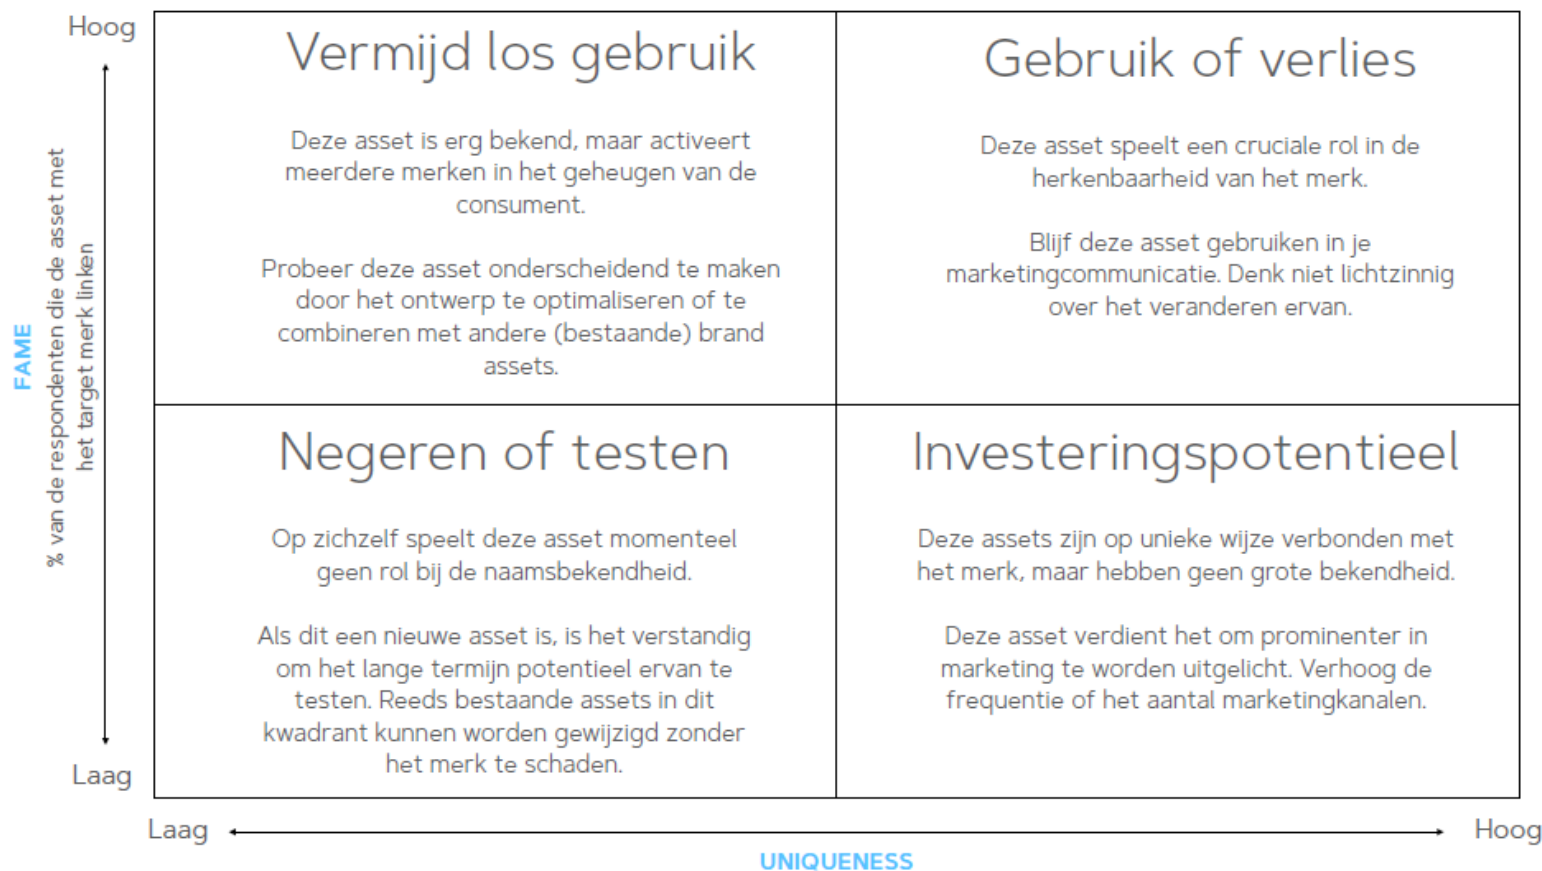 Hoog
FAME
% van de respondenten die de asset met
het target merk linken
Laag
Vermijd los gebruik
Deze asset is erg bekend, maar activeert
meerdere merken in het geheugen van de
consument.
Probeer deze asset onderscheidend te maken
door het ontwerp te optimaliseren of te
combineren met andere (bestaande) brand
assets.
Gebruik of verlies
Deze asset speelt een cruciale rol in de
herkenbaarheid van het merk.
Blijf deze asset gebruiken in je
marketingcommunicatie. Denk niet lichtzinnig
over het veranderen ervan.
Negeren of testen
Op zichzelf speelt deze asset momenteel
geen rol bij de naamsbekendheid.
Als dit een nieuwe asset is, is het verstandig
om het lange termijn potentieel ervan te
testen. Reeds bestaande assets in dit
kwadrant kunnen worden gewijzigd zonder
het merk te schaden.
Investeringspotentieel
Deze assets zijn op unieke wijze verbonden met
het merk, maar hebben geen grote bekendheid.
Deze asset verdient het om prominenter in
marketing te worden uitgelicht. Verhoog de
frequentie of het aantal marketingkanalen.
Laag
Hoog
UNIQUENESS